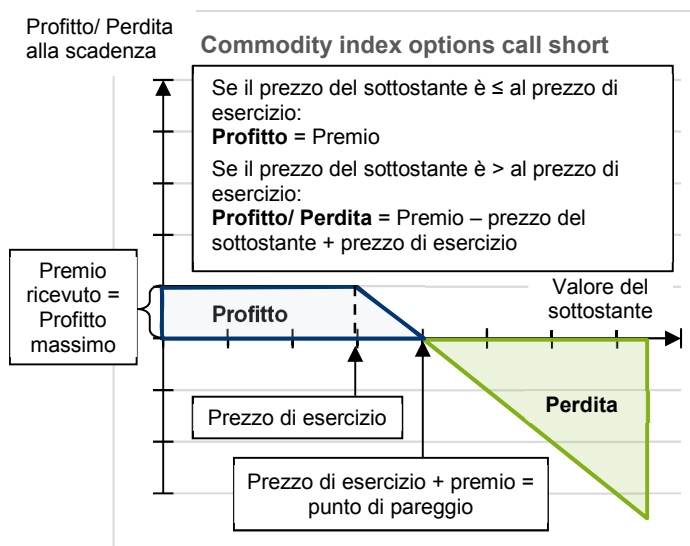 Profitto/ Perdita
alla scadenza
Commodity index options call short
Se il prezzo del sottostante è ≤ al prezzo di
esercizio:
Profitto = Premio
Se il prezzo del sottostante è > al prezzo di
esercizio:
Profitto/ Perdita = Premio – prezzo del
sottostante + prezzo di esercizio
Premio
ricevuto =
Profitto
massimo
Profitto
Valore del
sottostante
Prezzo di esercizio
Perdita
Prezzo di esercizio + premio =
punto di pareggio